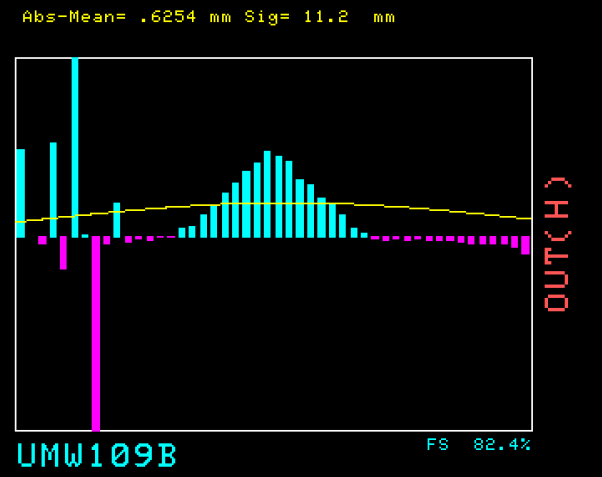 Abs-Mean= .6254 mm Sig= 11.2 mm
OUT(H)
FS 82.4%
UMW109B